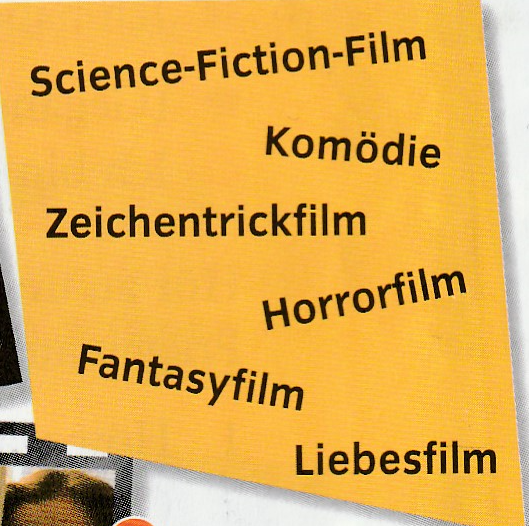 Science-Fiction-Film
Komödie
Zeichentrickfilm
Horrorfilm
Fantasyfilm
Liebesfilm